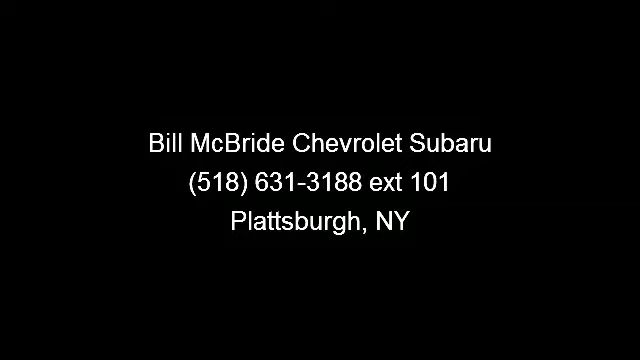 Bill McBride Chevrolet Subaru
(518) 631-3188 ext 101
Plattsburgh, NY